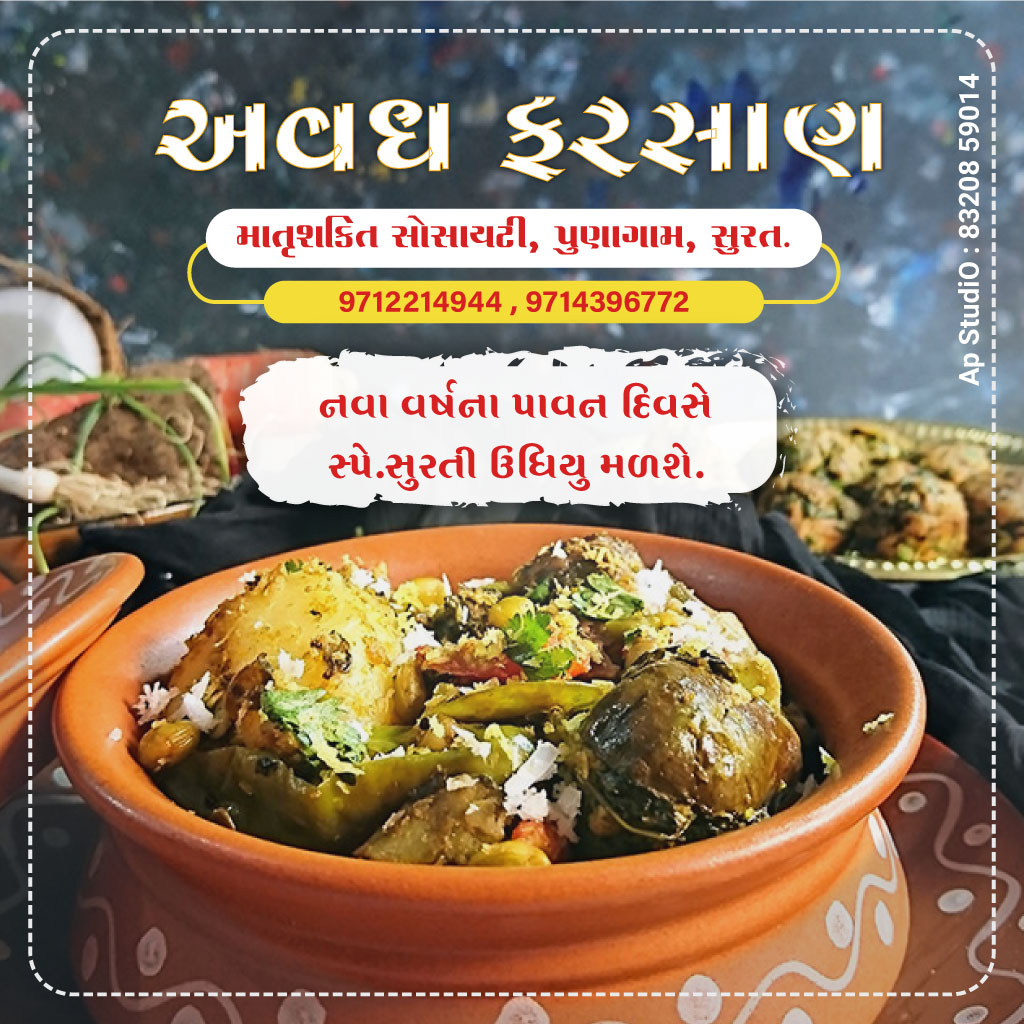 અવધ ફરસાણ
માતૃશકિત સોસાયટી, પુણાગામ, સુરત.
9712214944 , 9714396772
નવા વર્ષના પાવન દિવસે
સ્પે.સુરતી ઉંધિયુ મળશે.
Ap StudiO : 83208 59014